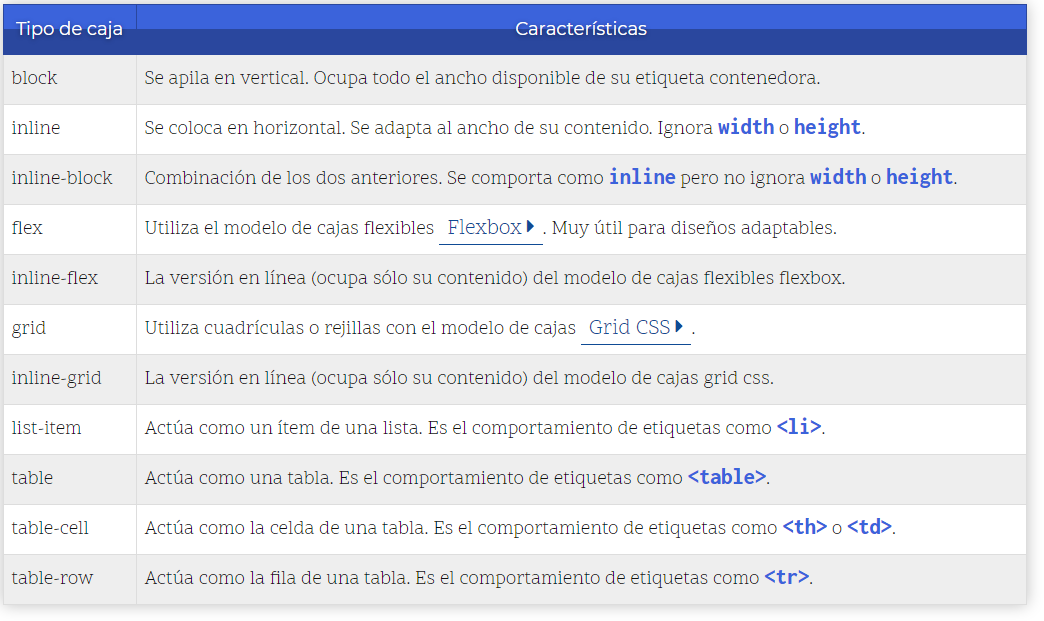 Tipo de caja Características
block Se apila en vertical. Ocupa todo el ancho disponible de su etiqueta contenedora.
inline Se coloca en horizontal. Se adapta al ancho de su contenido. Ignora width o height.
inline-block Combinación de los dos anteriores. Se comporta como inline pero no ignora width o height.
flex Utiliza el modelo de cajas flexibles Flexbox . Muy útil para diseños adaptables.
inline-flex La versión en línea (ocupa sólo su contenido) del modelo de cajas flexibles flexbox.
grid Utiliza cuadrículas o rejillas con el modelo de cajas Grid CSS .
inline-grid La versión en línea (ocupa sólo su contenido) del modelo de cajas grid css.
list-item Actúa como un ítem de una lista. Es el comportamiento de etiquetas como <li>.
table Actúa como una tabla. Es el comportamiento de etiquetas como <table>.
table-cell Actúa como la celda de una tabla. Es el comportamiento de etiquetas como <th> o <td>.
table-row Actúa como la fila de una tabla. Es el comportamiento de etiquetas como <tr>.